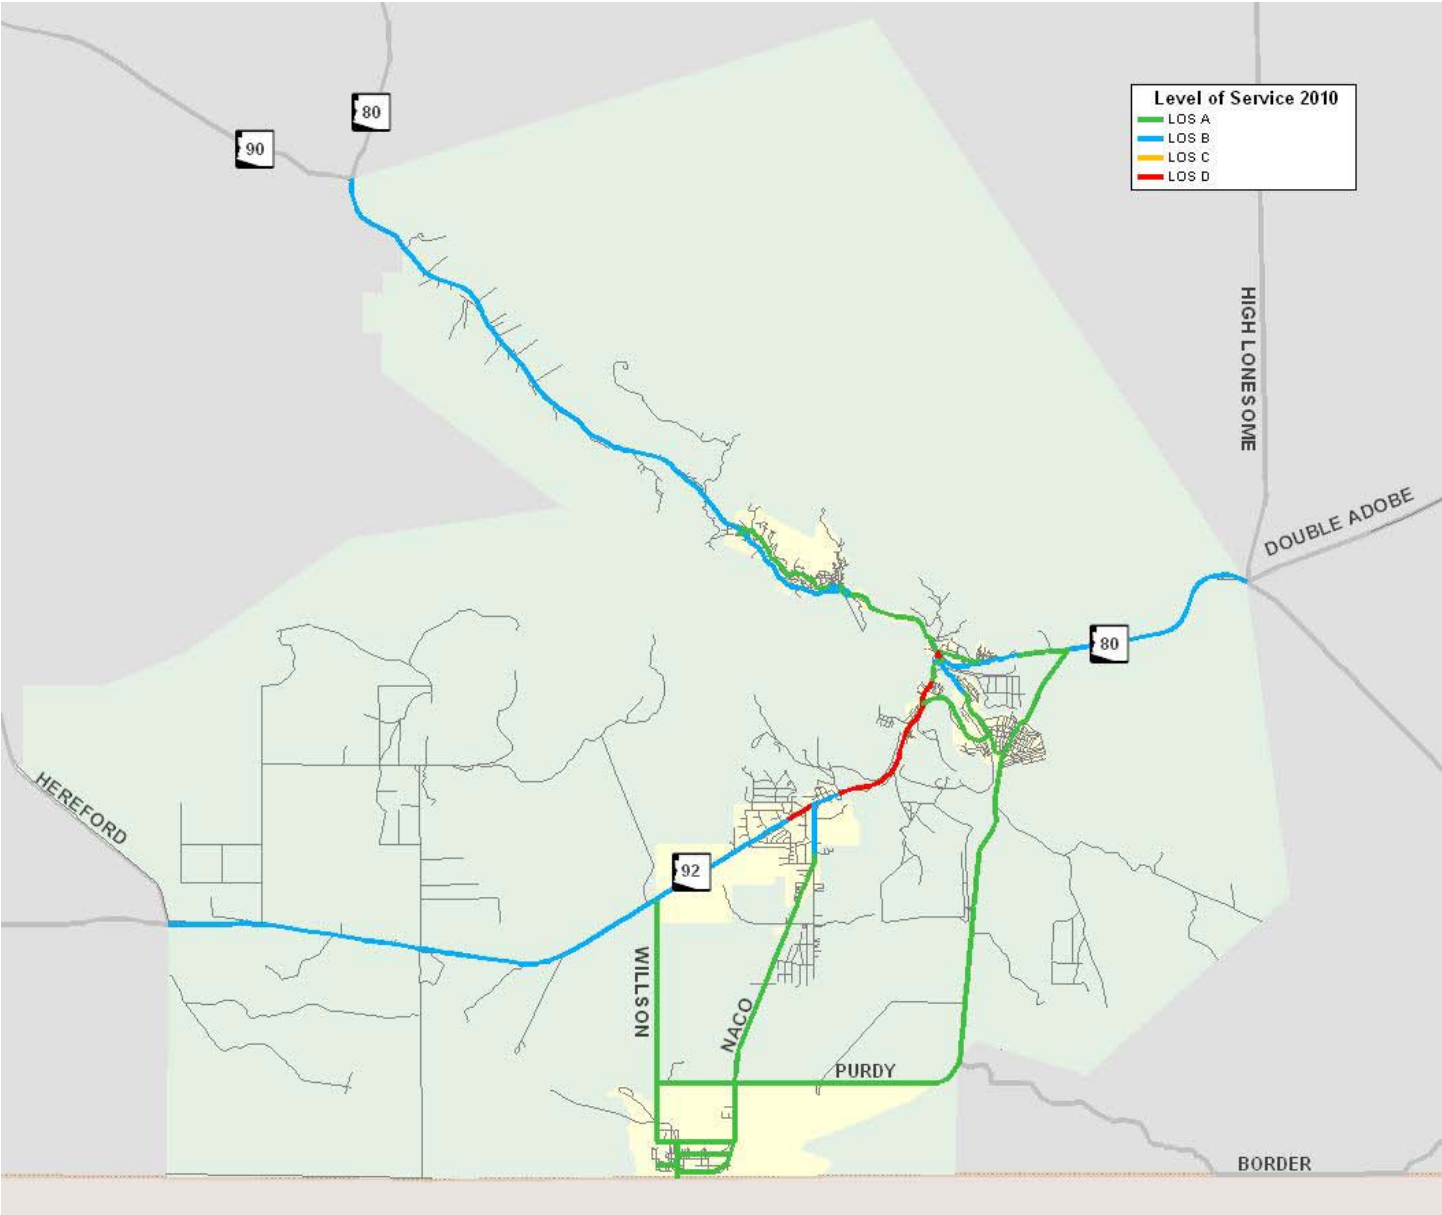 80
90
Level of Service 2010
LOS A
LOS B
LOS C
LOS D
HIGH LONESOME
DOUBLE ADOBE
80
HEREFORD
92
WILLSON
NACO
PURDY
BORDER